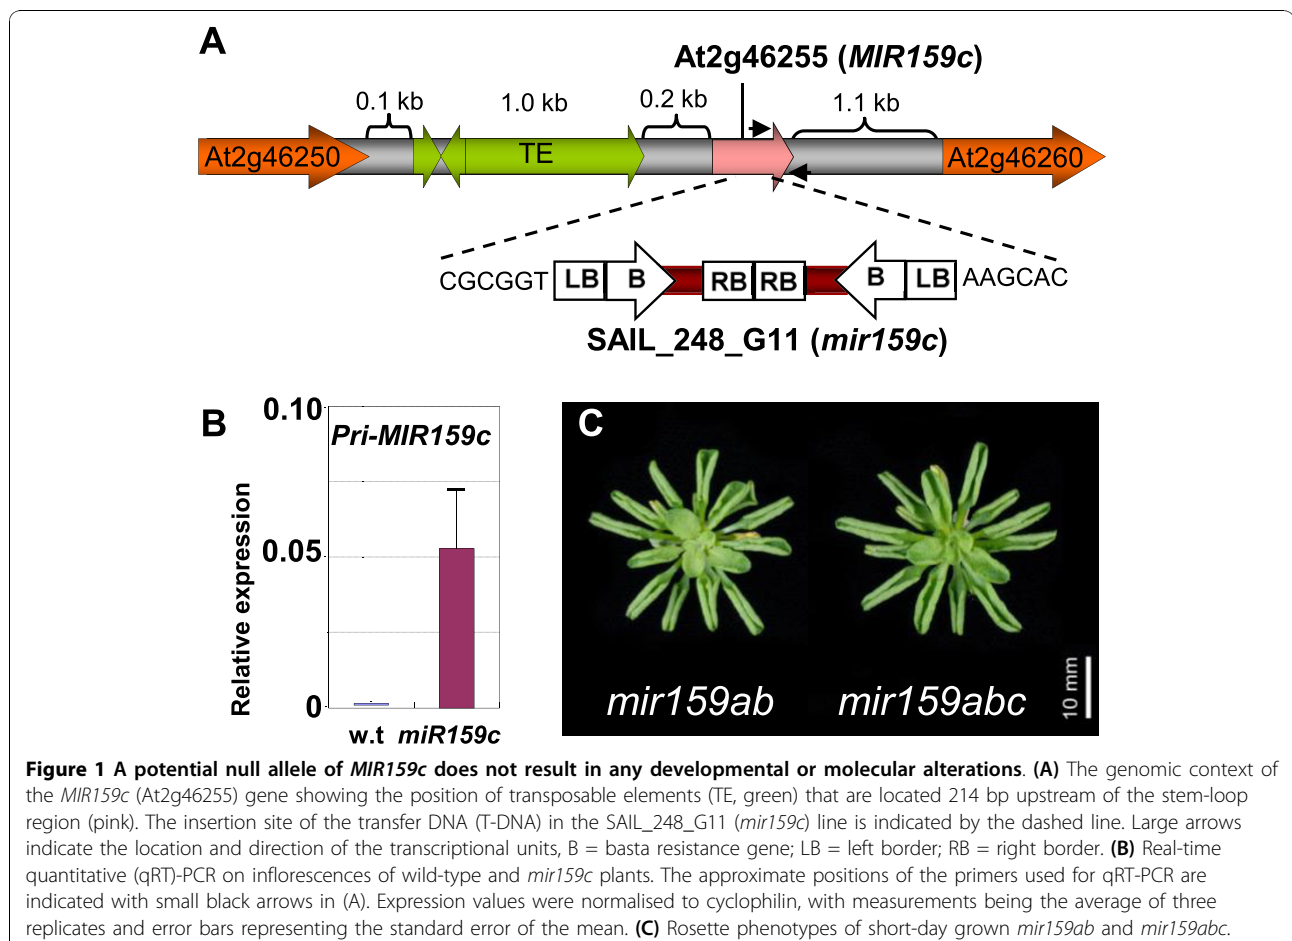 A
At2g46255 (MIR159c)
0.1 kb
1.0 kb
0.2 kb
1.1 kb
At2g46250
TE
At2g46260
CGCGGT
LB
B
RB
RB
B
LB
AAGCAC
SAIL_248_G11 (mir159c)
B
0.10
Pri-MIR159c
Relative expression
0.05
0
w.t miR159c
C
mir159ab
mir159abc
10 mm
Figure 1 A potential null allele of MIR159c does not result in any developmental or molecular alterations. (A) The genomic context of
the MIR159c (At2g46255) gene showing the position of transposable elements (TE, green) that are located 214 bp upstream of the stem-loop
region (pink). The insertion site of the transfer DNA (T-DNA) in the SAIL_248_G11 (mir159c) line is indicated by the dashed line. Large arrows
indicate the location and direction of the transcriptional units, B = basta resistance gene; LB = left border; RB = right border. (B) Real-time
quantitative (qRT)-PCR on inflorescences of wild-type and mir159c plants. The approximate positions of the primers used for qRT-PCR are
indicated with small black arrows in (A). Expression values were normalised to cyclophilin, with measurements being the average of three
replicates and error bars representing the standard error of the mean. (C) Rosette phenotypes of short-day grown mir159ab and mir159abc.